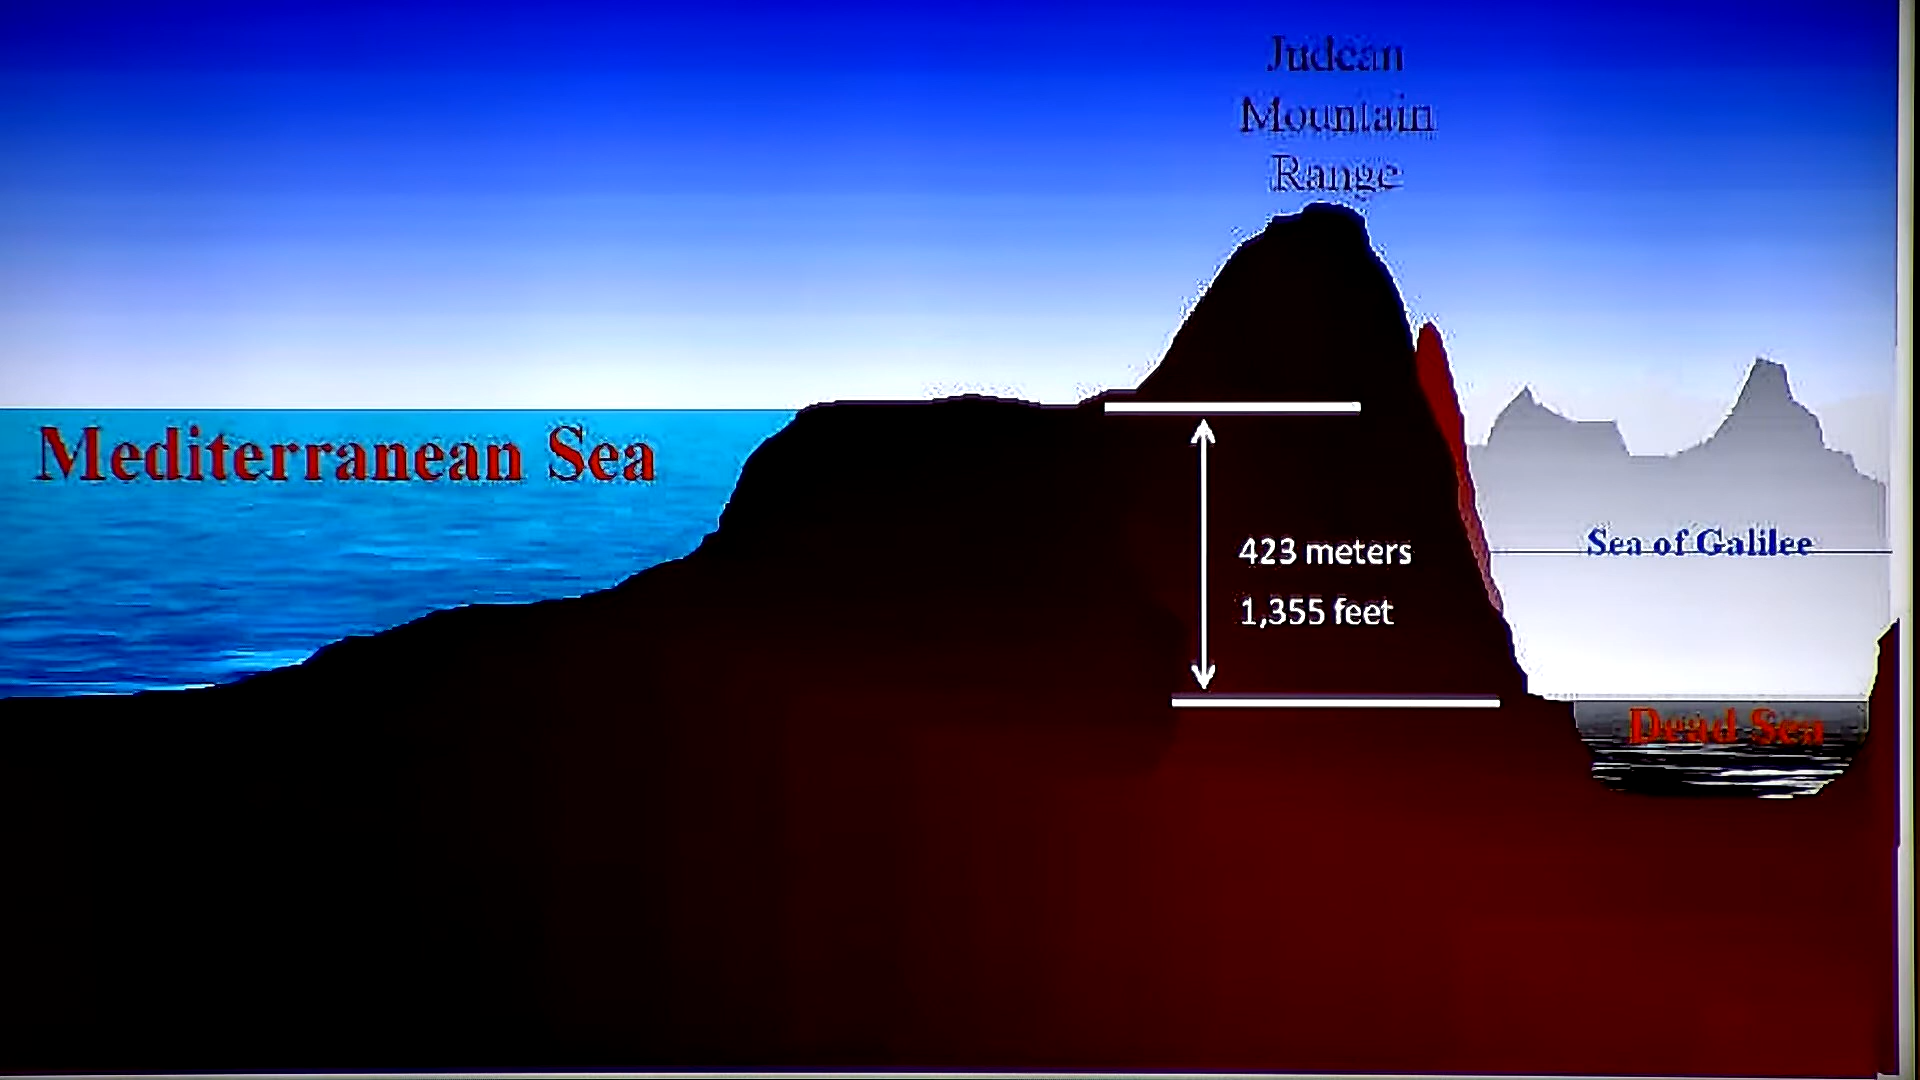 Judean
Mountain
Range
Mediterranean Sea
423 meters
1,355 feet
Sea of Galilee
Dead Sea